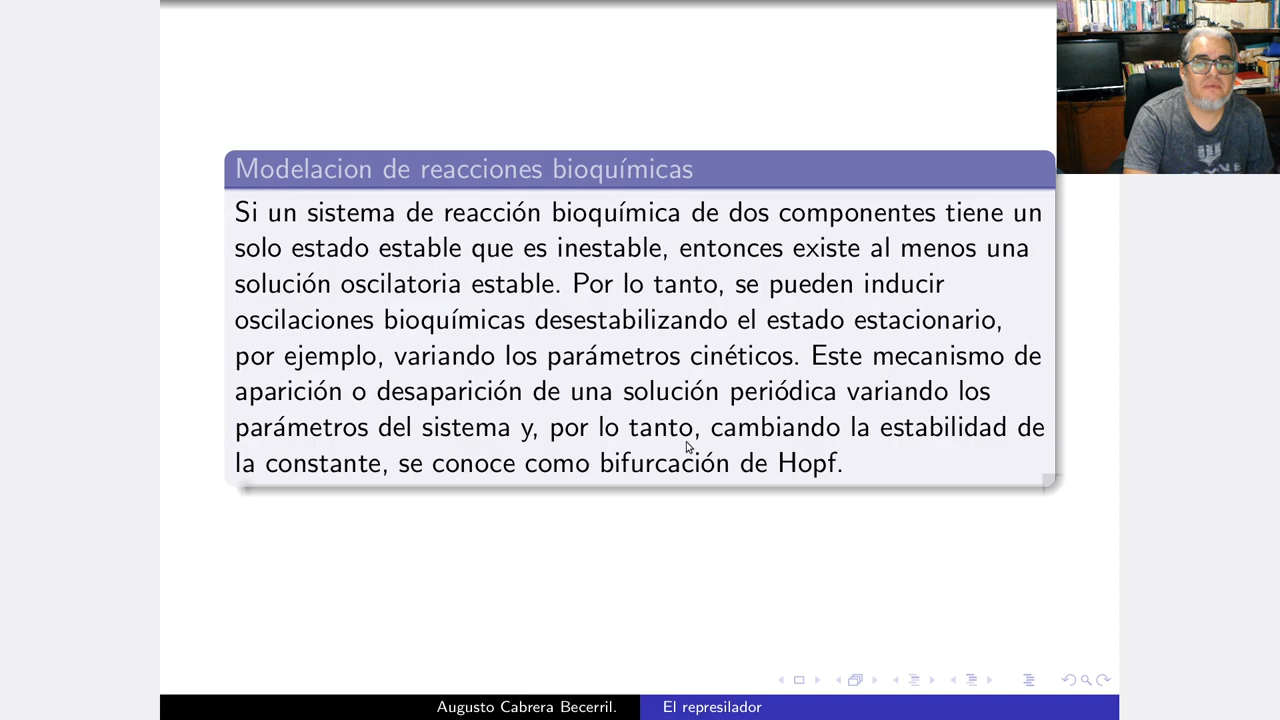 Modelacion de reacciones bioquímicas
Si un sistema de reacción bioquímica de dos componentes tiene un
solo estado estable que es inestable, entonces existe al menos una
solución oscilatoria estable. Por lo tanto, se pueden inducir
oscilaciones bioquímicas desestabilizando el estado estacionario,
por ejemplo, variando los parámetros cinéticos. Este mecanismo de
aparición o desaparición de una solución periódica variando los
parámetros del sistema y, por lo tanto, cambiando la estabilidad de
la constante, se conoce como bifurcación de Hopf.
Augusto Cabrera Becerril.
El represilador